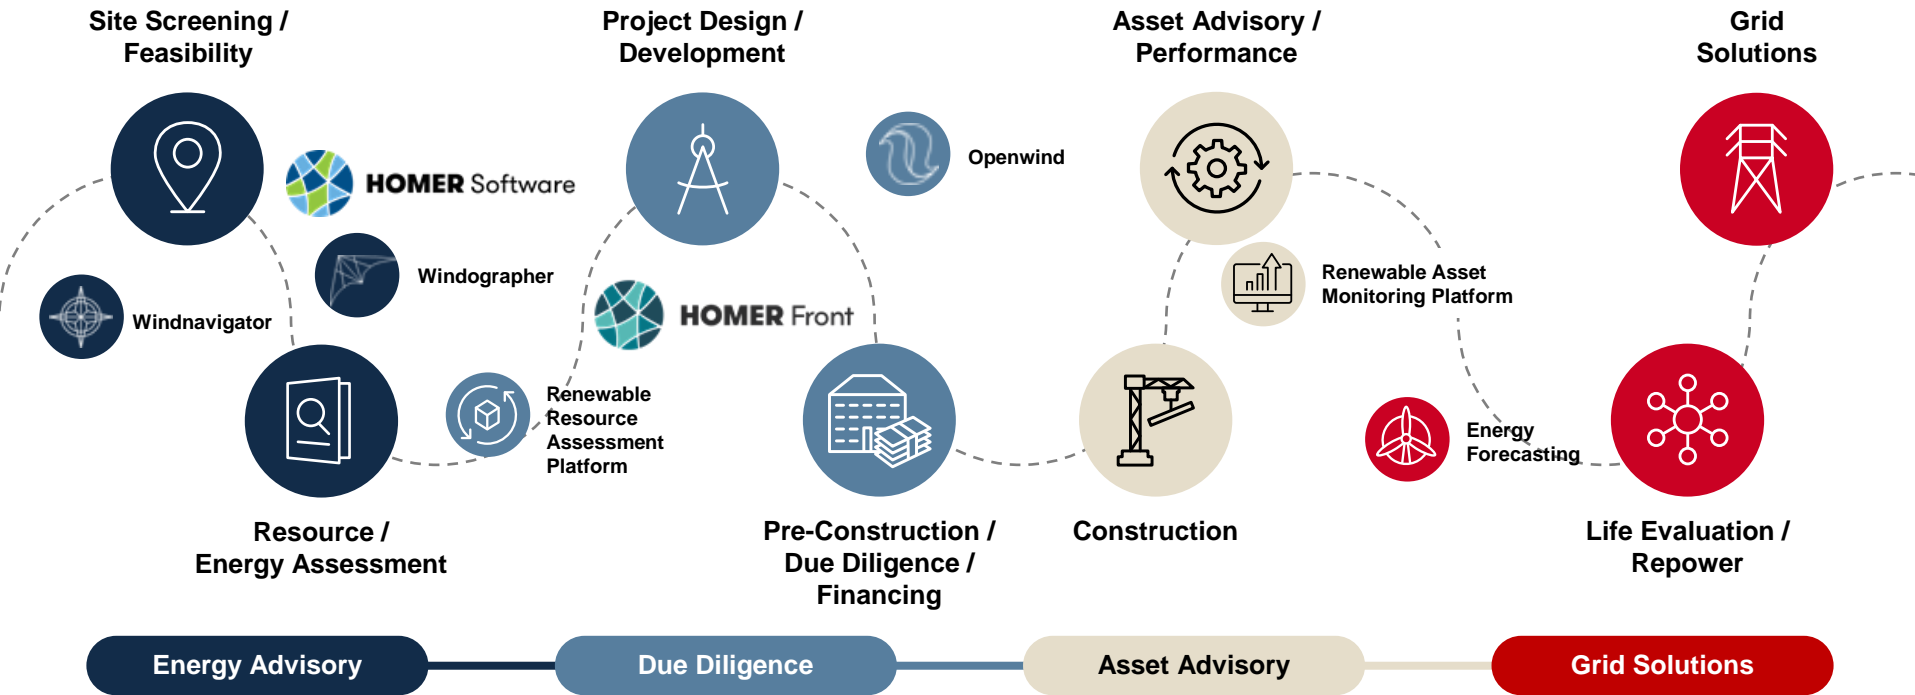 Site Screening /
Feasibility
Project Design /
Development
Asset Advisory /
Performance
Grid
Solutions
HOMER Software
Openwind
Windographer
Windnavigator
HOMER Front
Renewable Asset
Monitoring Platform
Renewable
Resource
Assessment
Platform
Energy
Forecasting
Resource /
Energy Assessment
Pre-Construction /
Due Diligence /
Financing
Construction
Life Evaluation /
Repower
Energy Advisory
Due Diligence
Asset Advisory
Grid Solutions